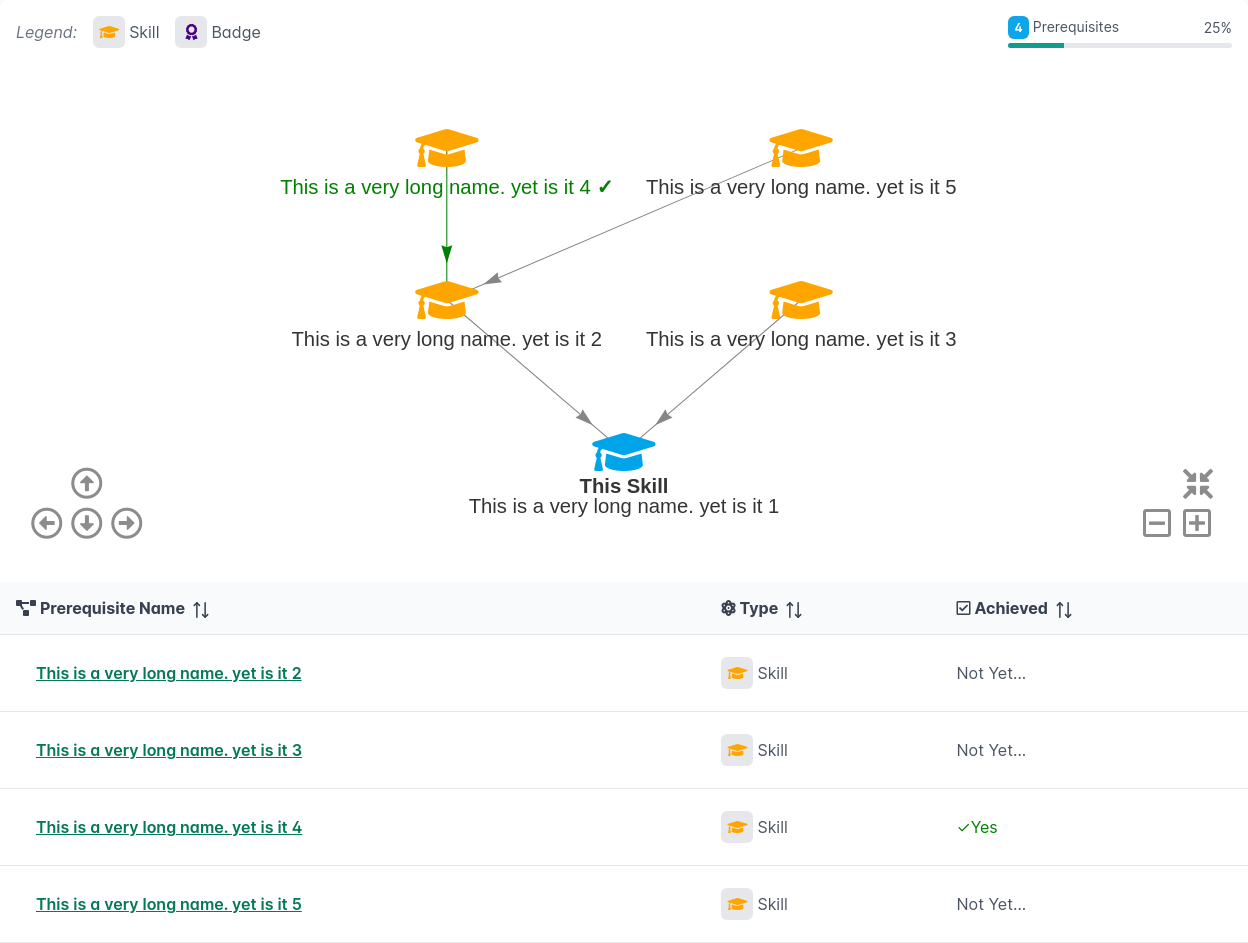 Legend: Skill Badge
4 Prerequisites 25%
This is a very long name. yet is it 4 ✓
This is a very long name. yet is it 5
This is a very long name. yet is it 2
This is a very long name. yet is it 3
This Skill
This is a very long name. yet is it 1
Prerequisite Name Type Achieved
This is a very long name. yet is it 2 Skill Not Yet...
This is a very long name. yet is it 3 Skill Not Yet...
This is a very long name. yet is it 4 Skill ✓Yes
This is a very long name. yet is it 5 Skill Not Yet...